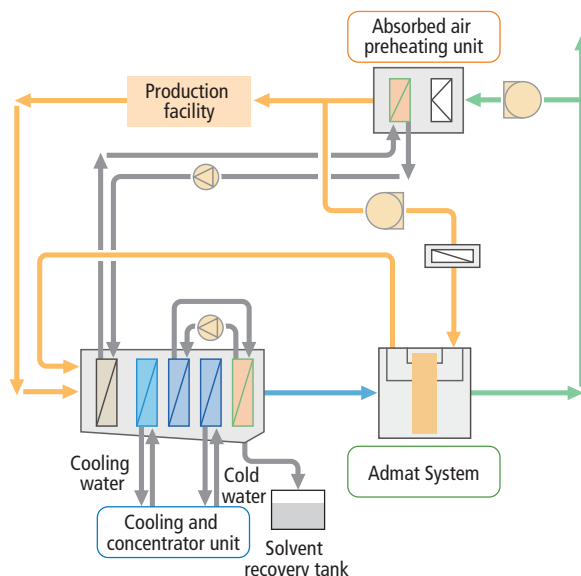 Absorbed air
preheating unit
Production
facility
Cooling
water
Cold
water
Admat System
Cooling and
concentrator unit
Solvent
recovery tank